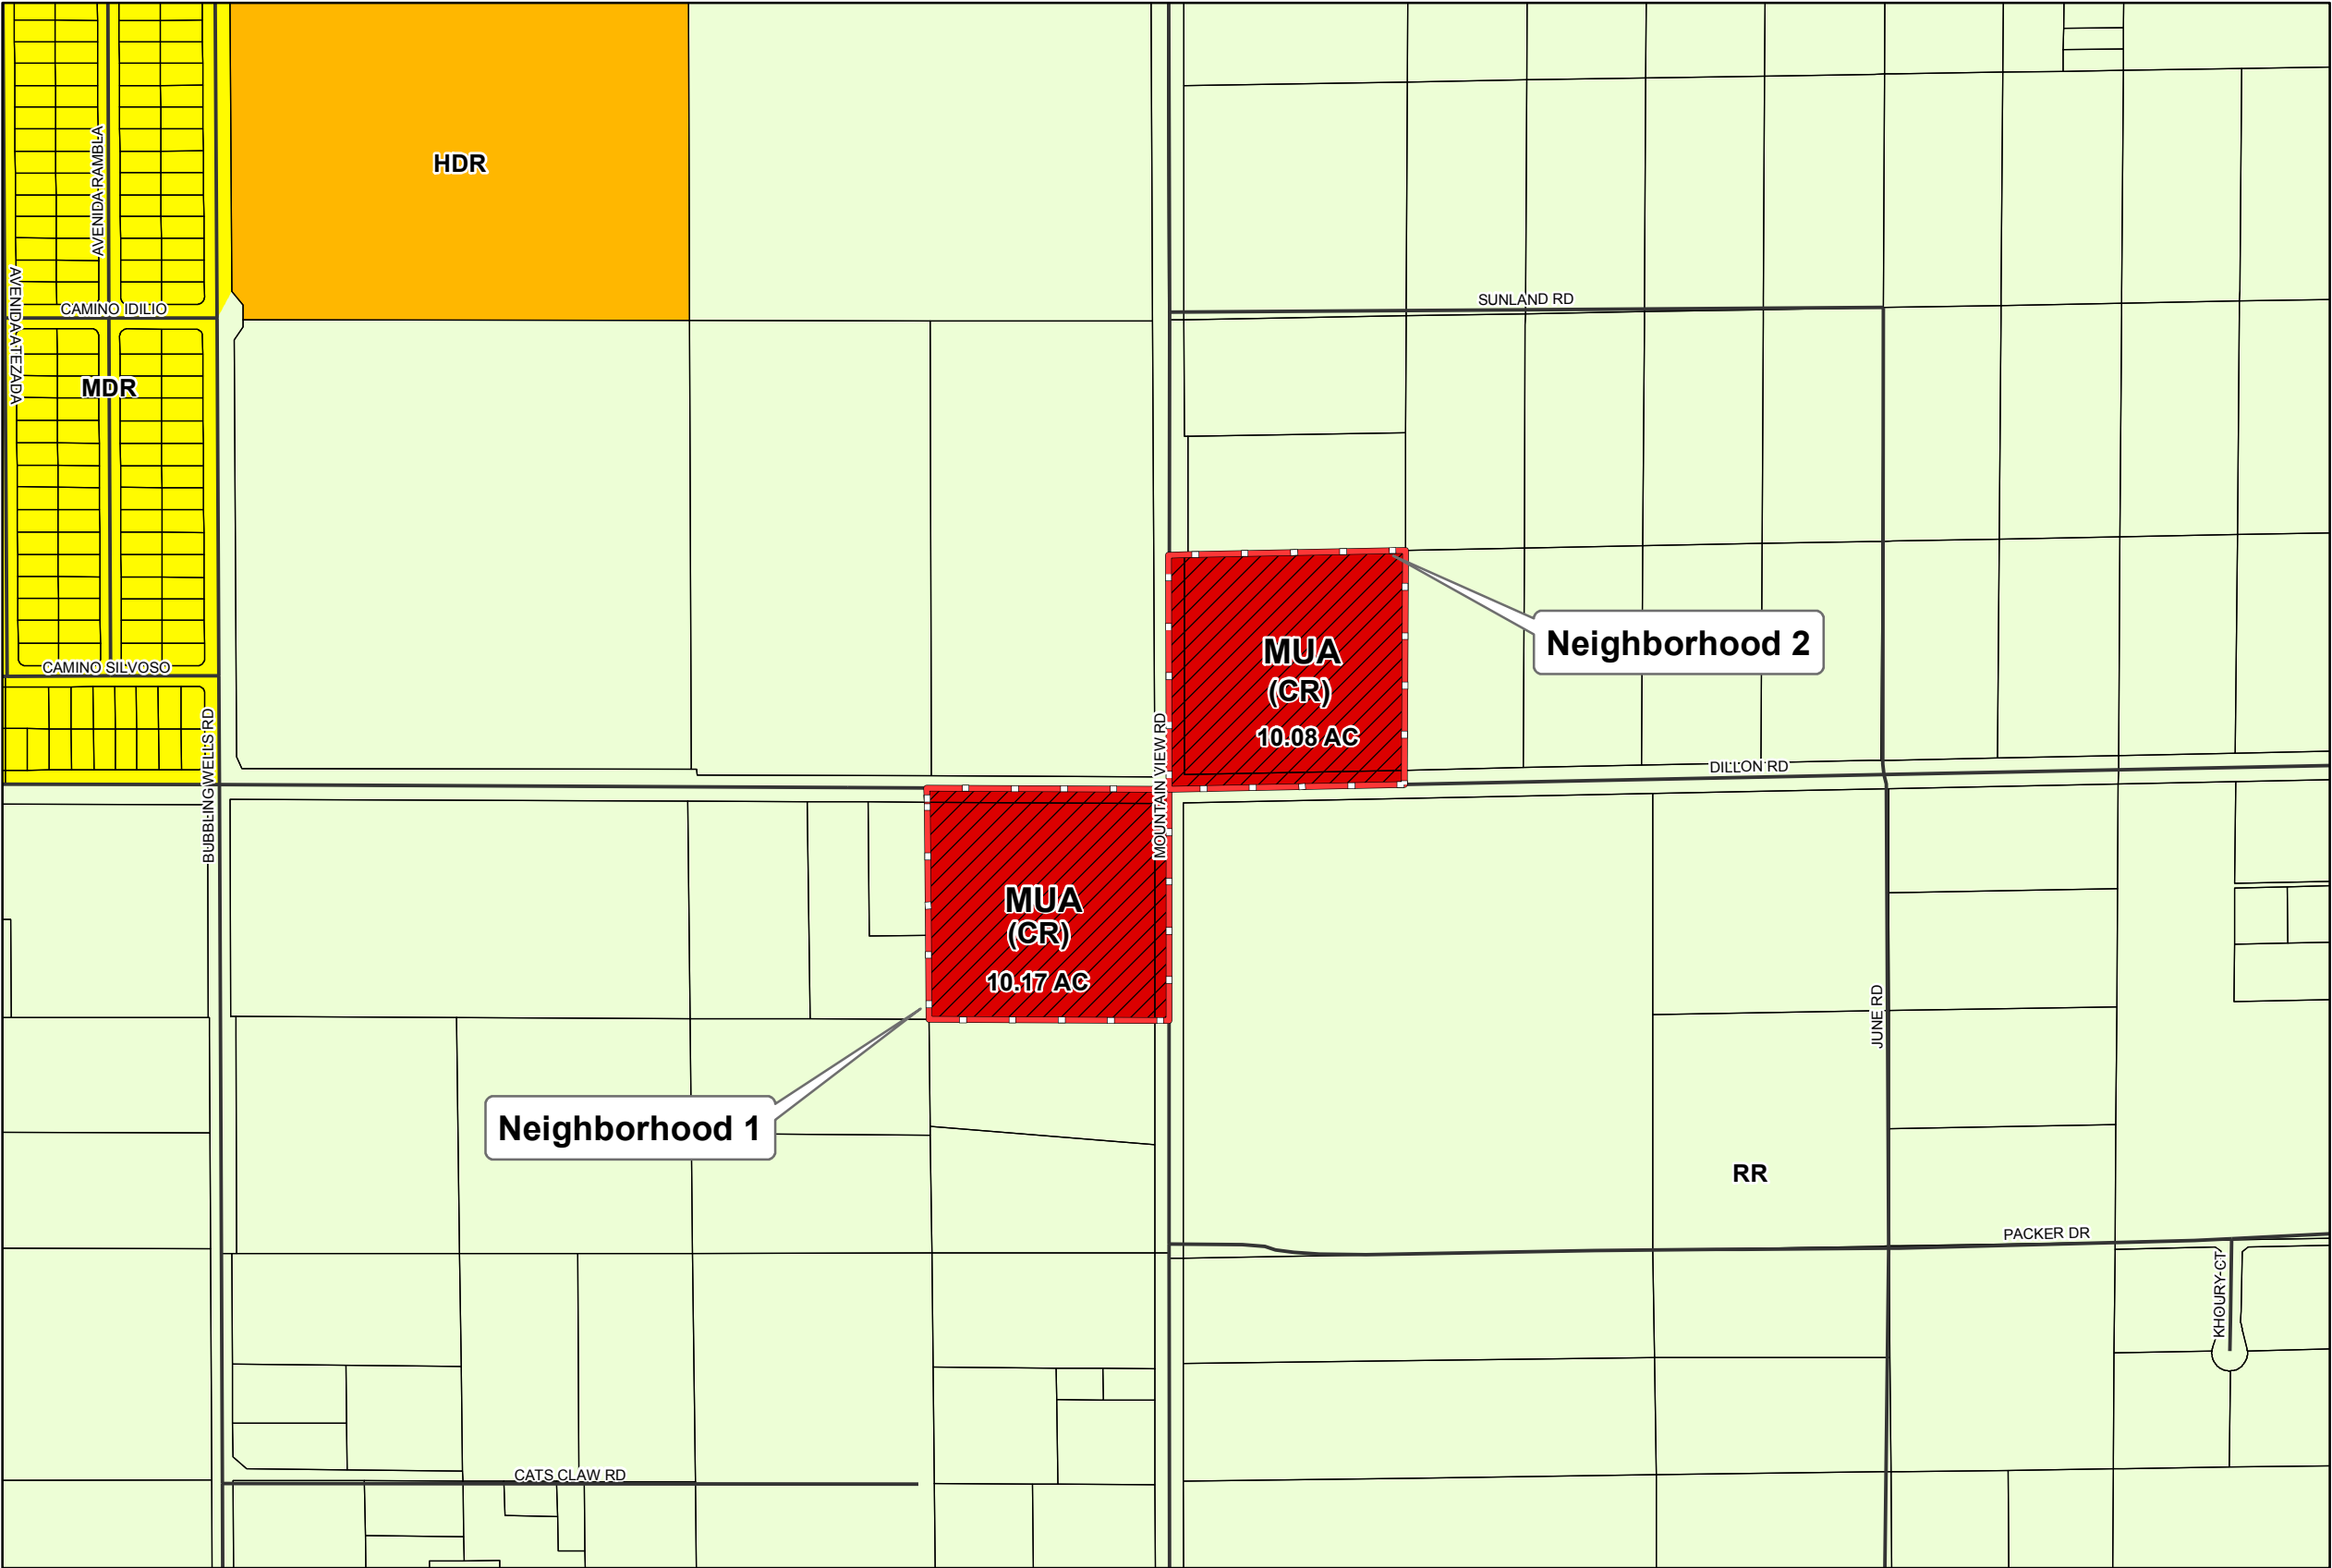 HDR
AVENIDA RAMBLA
AVENIDA ATEZADA
CAMINO IDILIO
SUNLAND RD
MDR
Neighborhood 2
MUA
(CR)
10.08 AC
CAMINO SILVOSO
BUBBLING WELLS RD
MOUNTAIN VIEW RD
DILLON RD
MUA
(CR)
10.17 AC
JUNE RD
Neighborhood 1
RR
PACKER DR
KHOURY CT
CATS CLAW RD